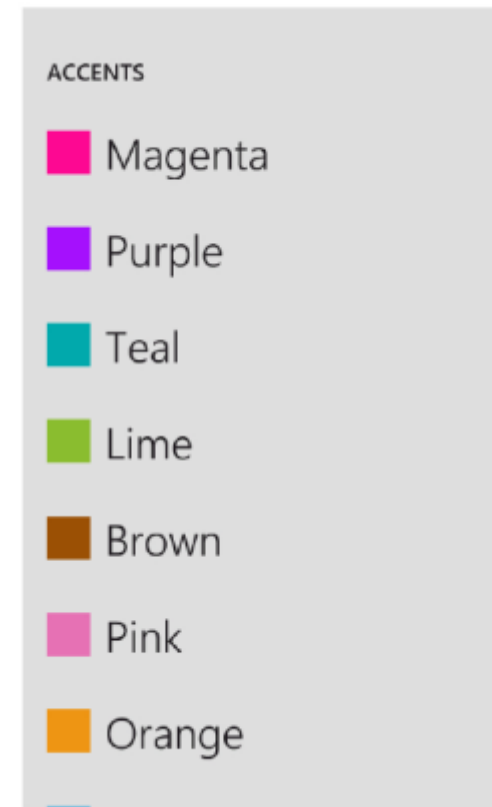 ACCENTS
Magenta
Purple
Teal
Lime
Brown
Pink
Orange